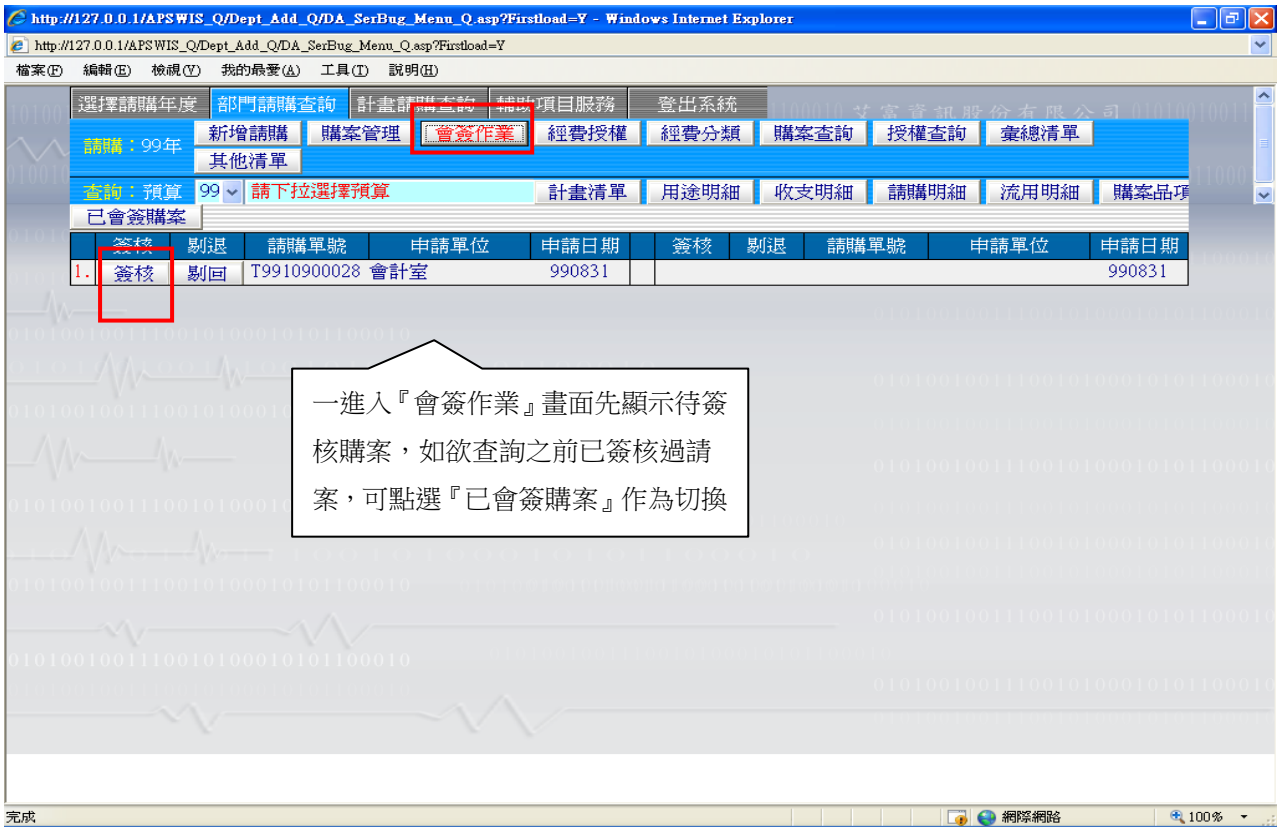 http://127.0.0.1/APSWIS_Q/Dept_Add_Q/DA_SerBug_Menu_Q.asp?Firstload=Y - Windows Internet Explorer
http://127.0.0.1/APSWIS_Q/Dept_Add_Q/DA_SerBug_Menu_Q.asp?Firstload=Y
檔案(F) 編輯(E) 檢視(V) 我的最愛(A) 工具(T) 說明(H)
選擇請購年度 部門請購查詢 計畫請購查詢 輔助項目服務 登出系統
艾富資訊股份有限公司
請購：99年 新增請購 購案管理 會簽作業 經費授權 經費分類 購案查詢 授權查詢 彙總清單
其他清單
查詢：預算 99 請下拉選擇預算 計畫清單 用途明細 收支明細 請購明細 流用明細 購案品項
已會簽購案
簽核 剔退 請購單號 申請單位 申請日期 簽核 剔退 請購單號 申請單位 申請日期
1. 簽核 剔回 T9910900028 會計室 990831 990831
一進入『會簽作業』畫面先顯示待簽
核購案，如欲查詢之前已簽核過請
案，可點選『已會簽購案』作為切換
完成 網際網路 100%